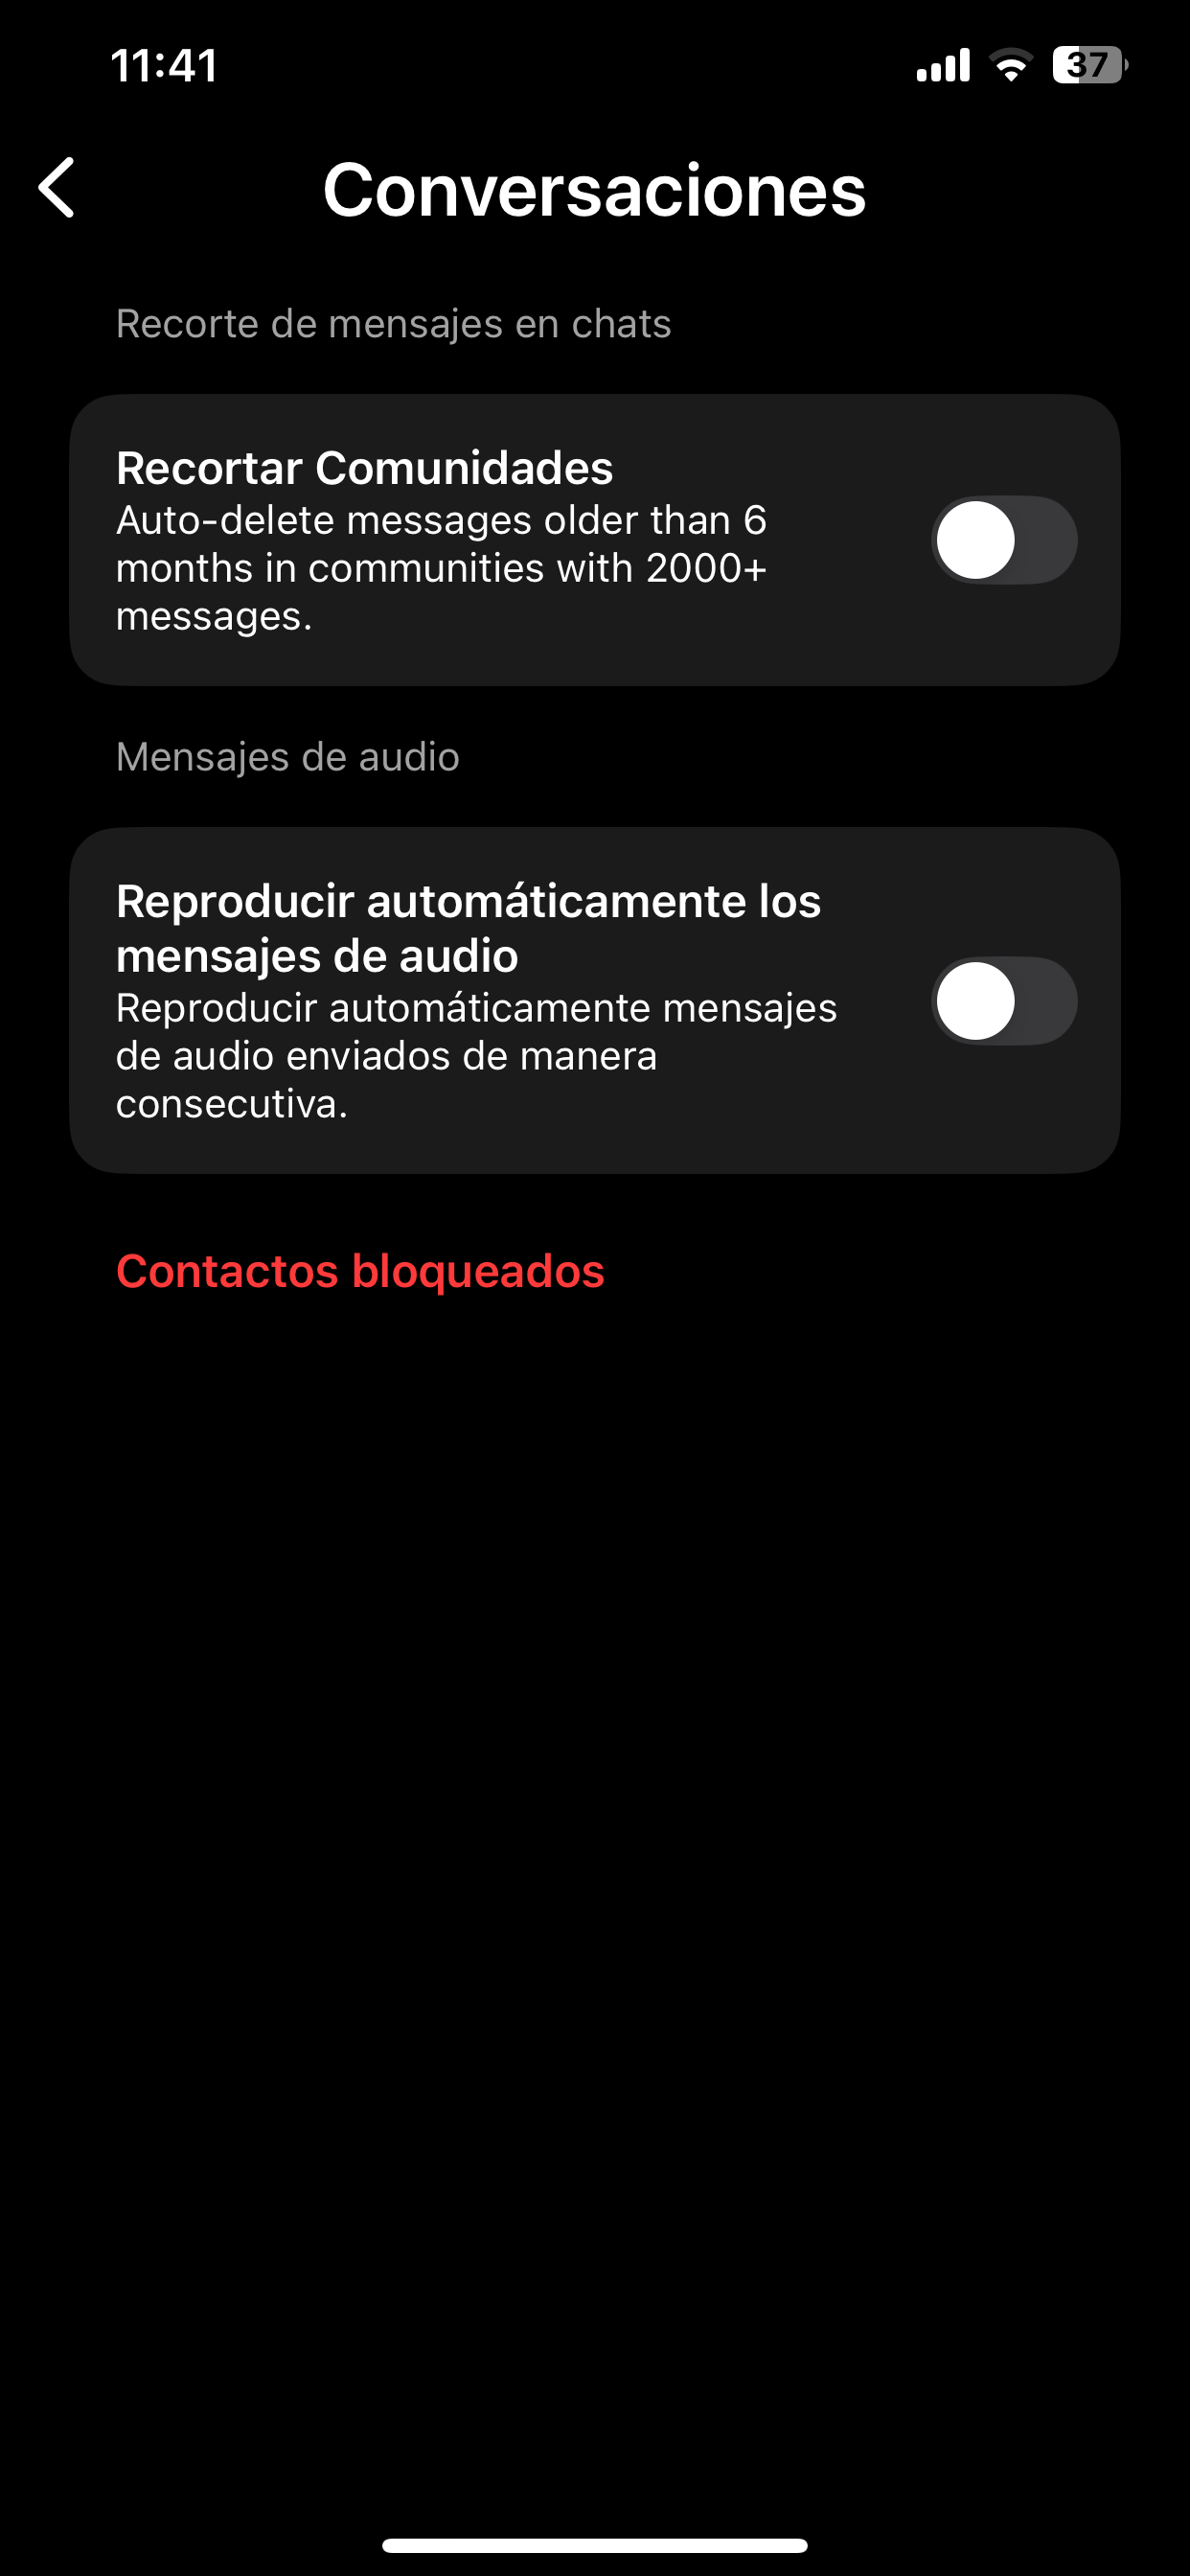 11:41
37
Conversaciones
Recorte de mensajes en chats
Recortar Comunidades
Auto-delete messages older than 6
months in communities with 2000+
messages.
Mensajes de audio
Reproducir automáticamente los
mensajes de audio
Reproducir automáticamente mensajes
de audio enviados de manera
consecutiva.
Contactos bloqueados